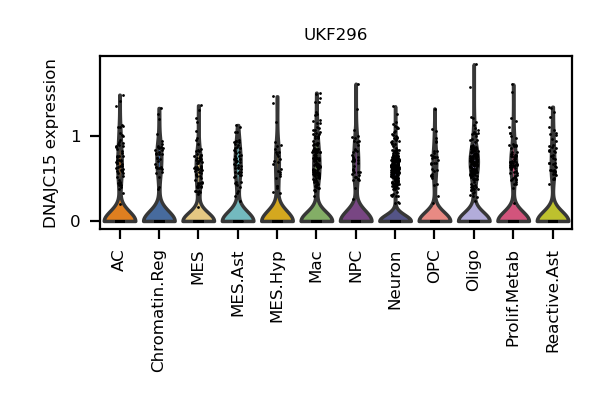 UKF296
DNAJC15 expression
1
0
AC
Chromatin.Reg
MES
MES.Ast
MES.Hyp
Mac
NPC
Neuron
OPC
Oligo
Prolif.Metab
Reactive.Ast